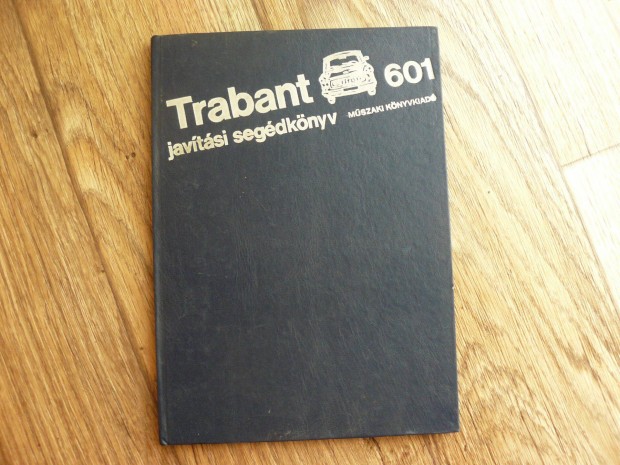 Trabant 601
javítási segédkönyv MŰSZAKI KÖNYVKIADÓ